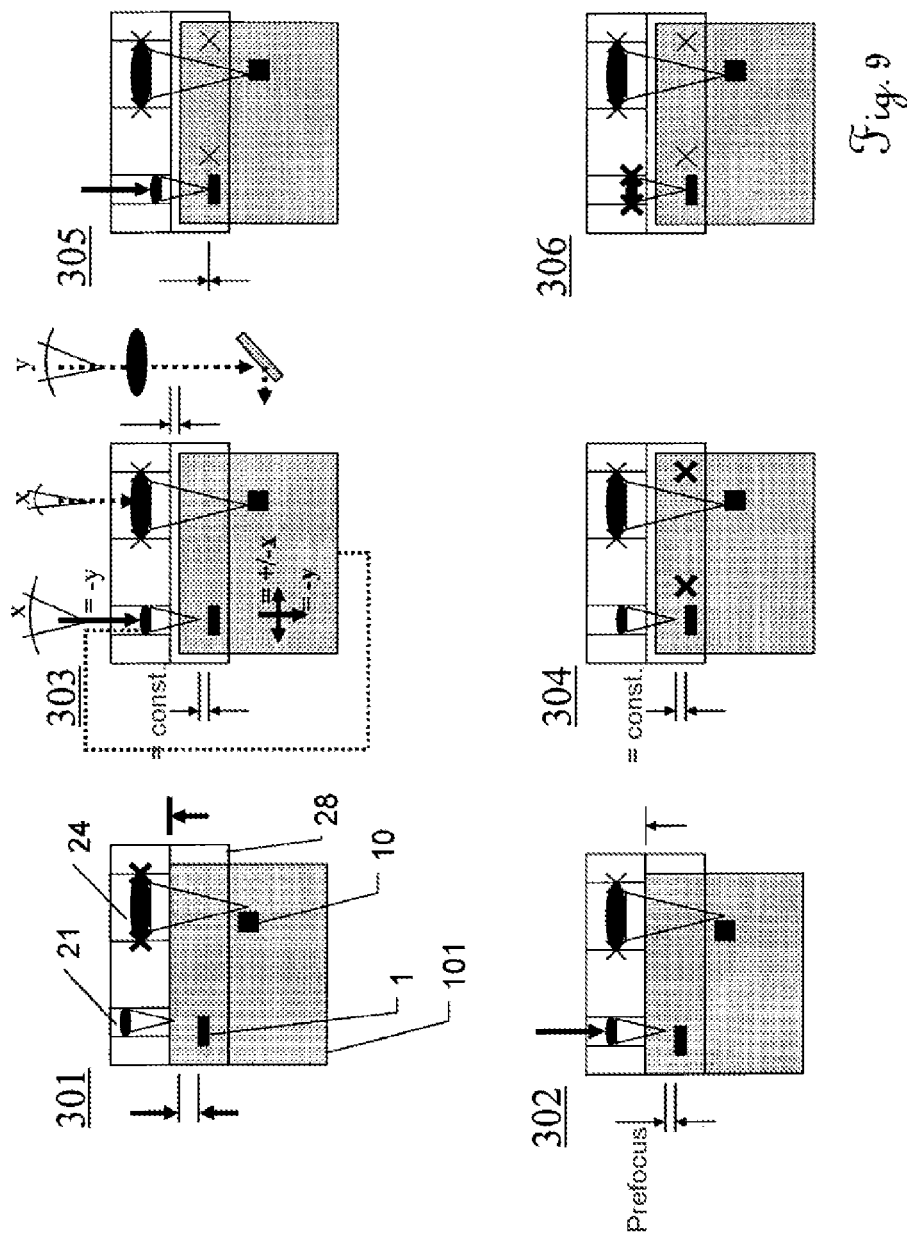 301
21
24
28
10
1
101
303
= const.
x
= -y
x
y
= +/-x
= -y
305
302
Prefocus
304
= const.
306
Fig. 9